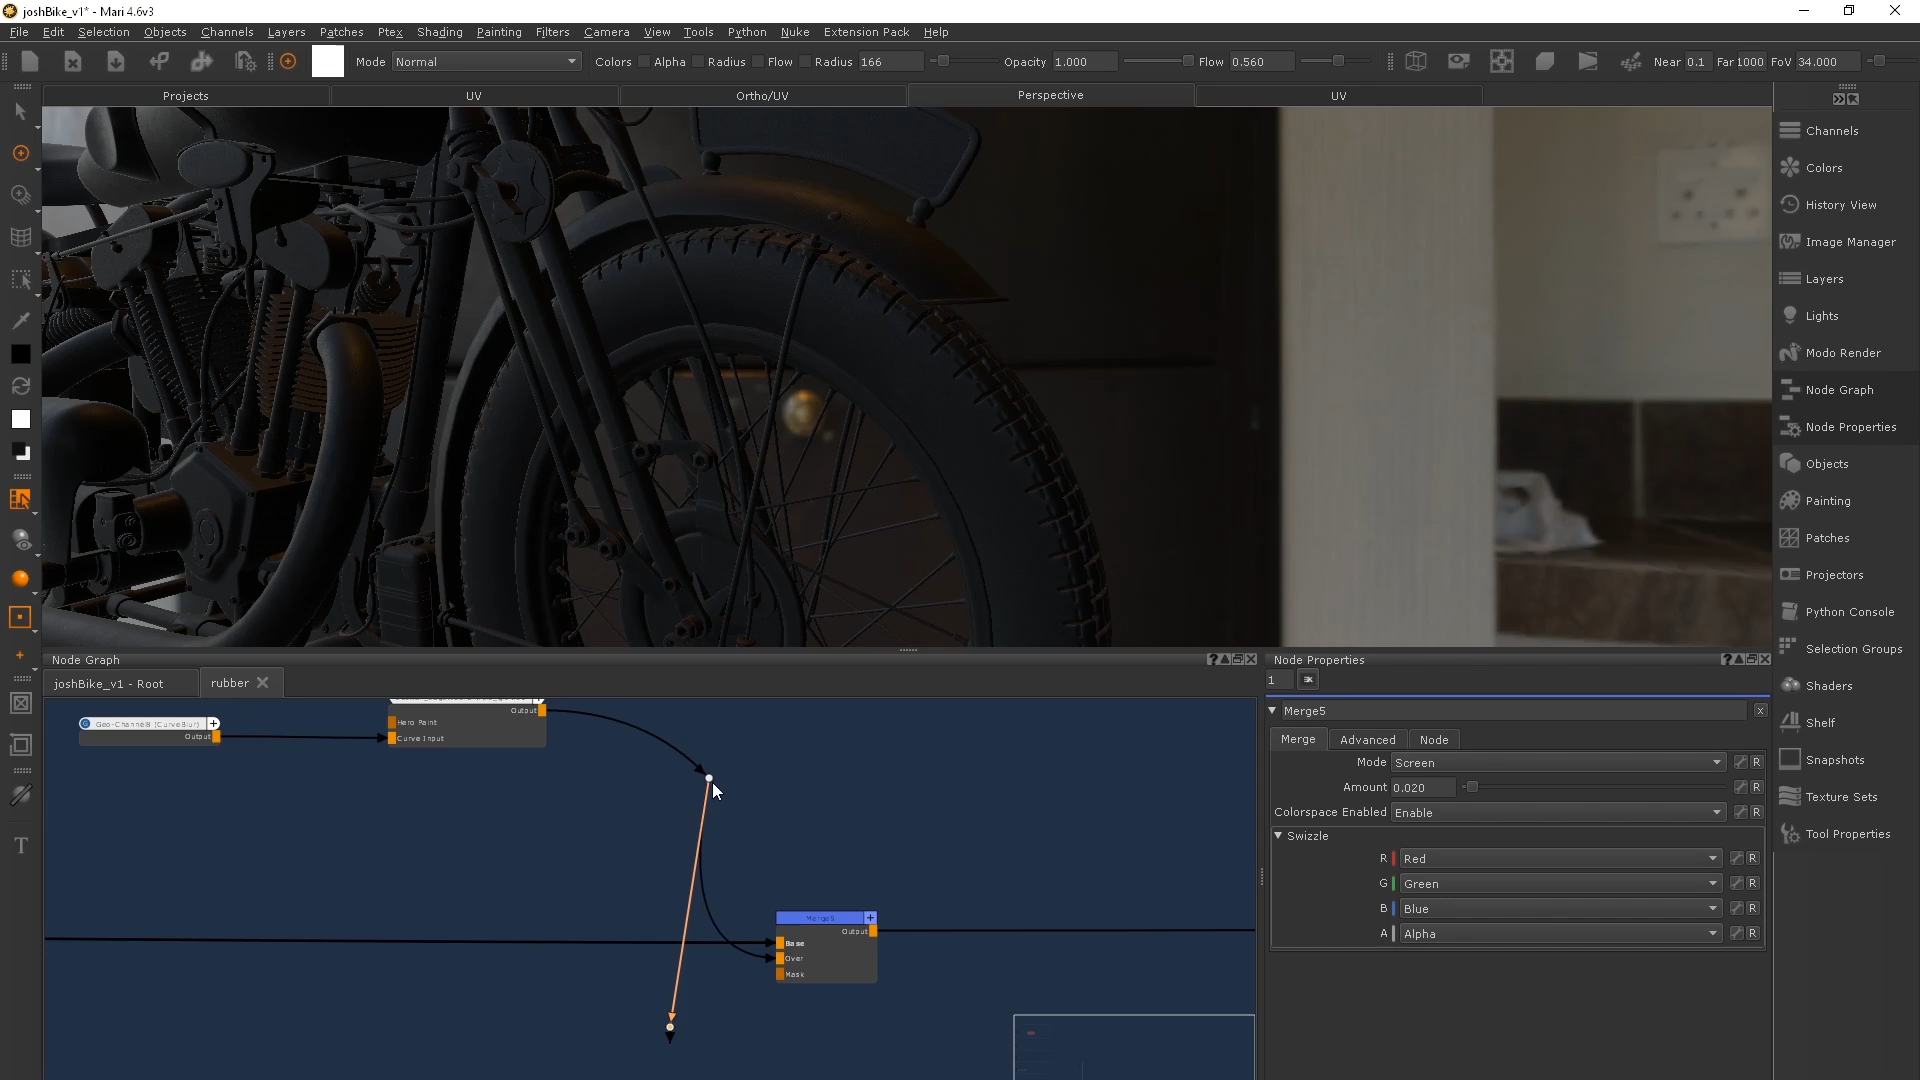 joshBike_v1* - Mari 4.6v3
File Edit Selection Objects Channels Layers Patches Ptex Shading Painting Filters Camera View Tools Python Nuke Extension Pack Help
Mode Normal Colors Alpha Radius Flow Radius 166 Opacity 1.000 Flow 0.560 Near 0.1 Far 1000 FoV 34.000
Projects UV Ortho/UV Perspective UV
Channels
Colors
History View
Image Manager
Layers
Lights
Modo Render
Node Graph
Node Properties
Objects
Painting
Patches
Projectors
Python Console
Selection Groups
Shaders
Shelf
Snapshots
Texture Sets
Tool Properties
Node Graph
joshBike_v1 - Root rubber
Geo-Channel8 (CurveBlur) +
Output
Output
Hero Paint
Curve Input
Merge5 +
Output
Base
Over
Mask
Node Properties
1
Merge5
Merge Advanced Node
Mode Screen R
Amount 0.020 R
Colorspace Enabled Enable R
Swizzle
R Red R
G Green R
B Blue R
A Alpha R